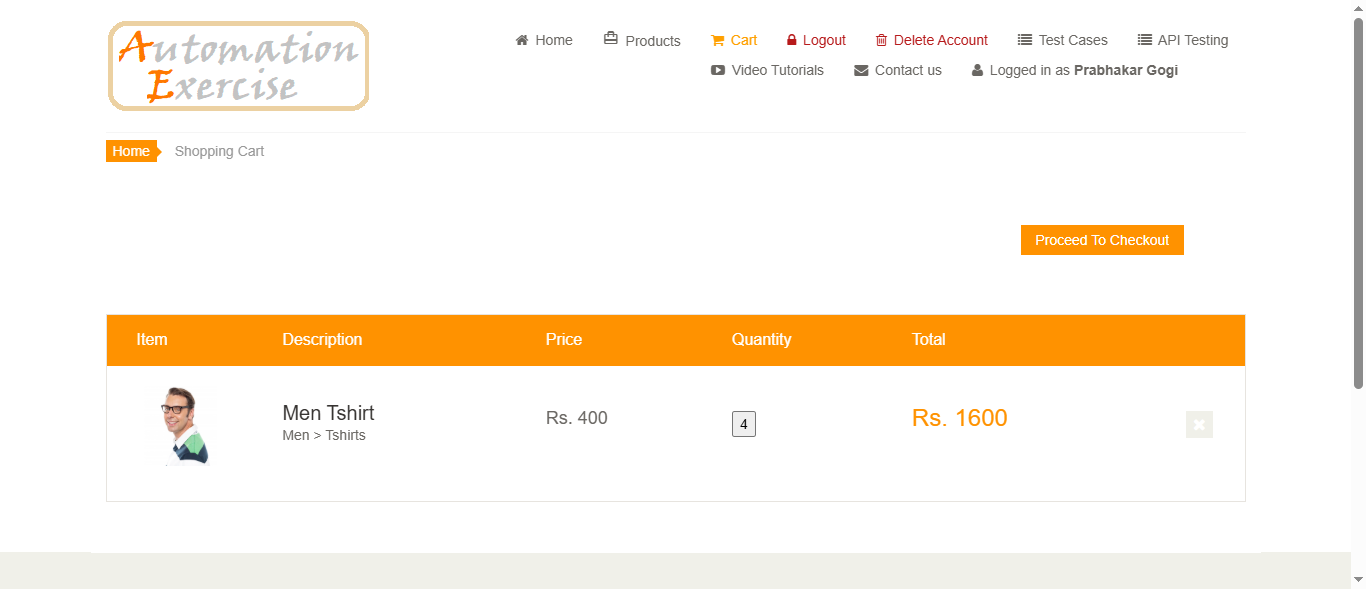 Automation
Exercise
Home Products Cart Logout Delete Account Test Cases API Testing
Video Tutorials Contact us Logged in as Prabhakar Gogi
Home Shopping Cart
Proceed To Checkout
Item Description Price Quantity Total
Men Tshirt Rs. 400 4 Rs. 1600
Men > Tshirts